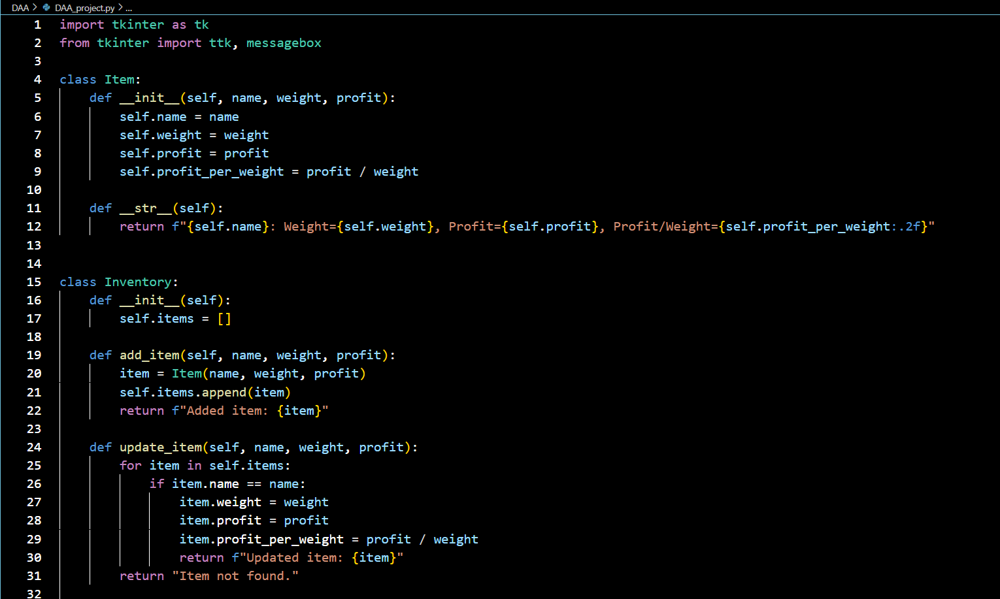 DAA > DAA_project.py > ...
1 import tkinter as tk
2 from tkinter import ttk, messagebox
3
4 class Item:
5     def __init__(self, name, weight, profit):
6         self.name = name
7         self.weight = weight
8         self.profit = profit
9         self.profit_per_weight = profit / weight
10
11     def __str__(self):
12         return f"{self.name}: Weight={self.weight}, Profit={self.profit}, Profit/Weight={self.profit_per_weight:.2f}"
13
14
15 class Inventory:
16     def __init__(self):
17         self.items = []
18
19     def add_item(self, name, weight, profit):
20         item = Item(name, weight, profit)
21         self.items.append(item)
22         return f"Added item: {item}"
23
24     def update_item(self, name, weight, profit):
25         for item in self.items:
26             if item.name == name:
27                 item.weight = weight
28                 item.profit = profit
29                 item.profit_per_weight = profit / weight
30                 return f"Updated item: {item}"
31         return "Item not found."
32